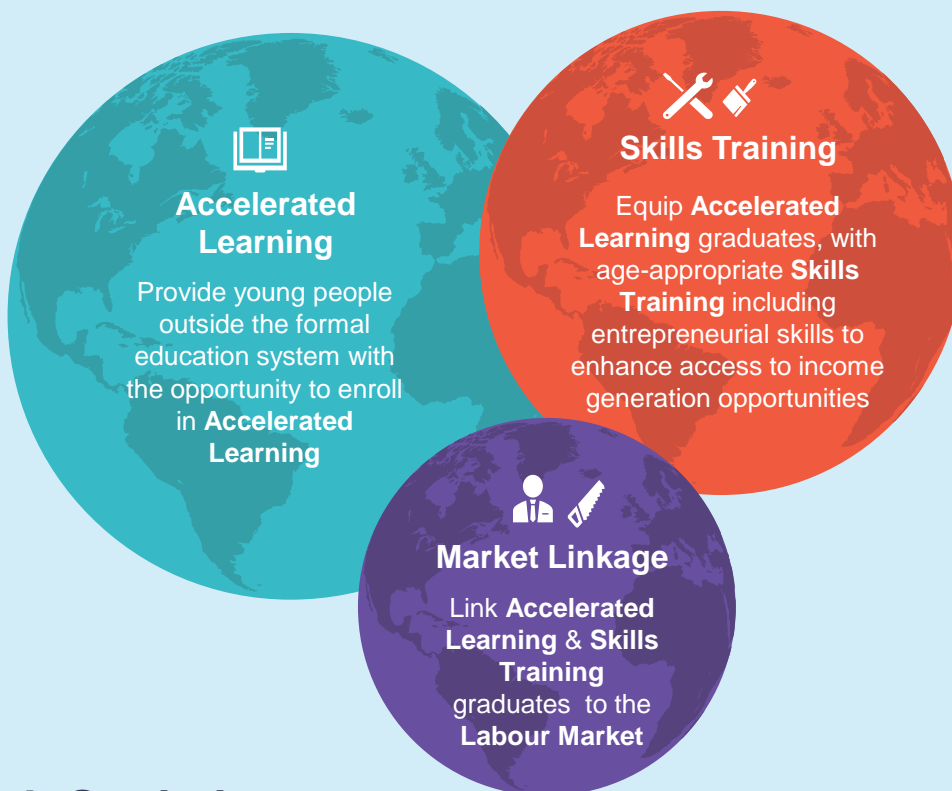 Accelerated
Learning
Provide young people
outside the formal
education system with
the opportunity to enroll
in Accelerated
Learning
Skills Training
Equip Accelerated
Learning graduates, with
age-appropriate Skills
Training including
entrepreneurial skills to
enhance access to income
generation opportunities
Market Linkage
Link Accelerated
Learning & Skills
Training
graduates to the
Labour Market